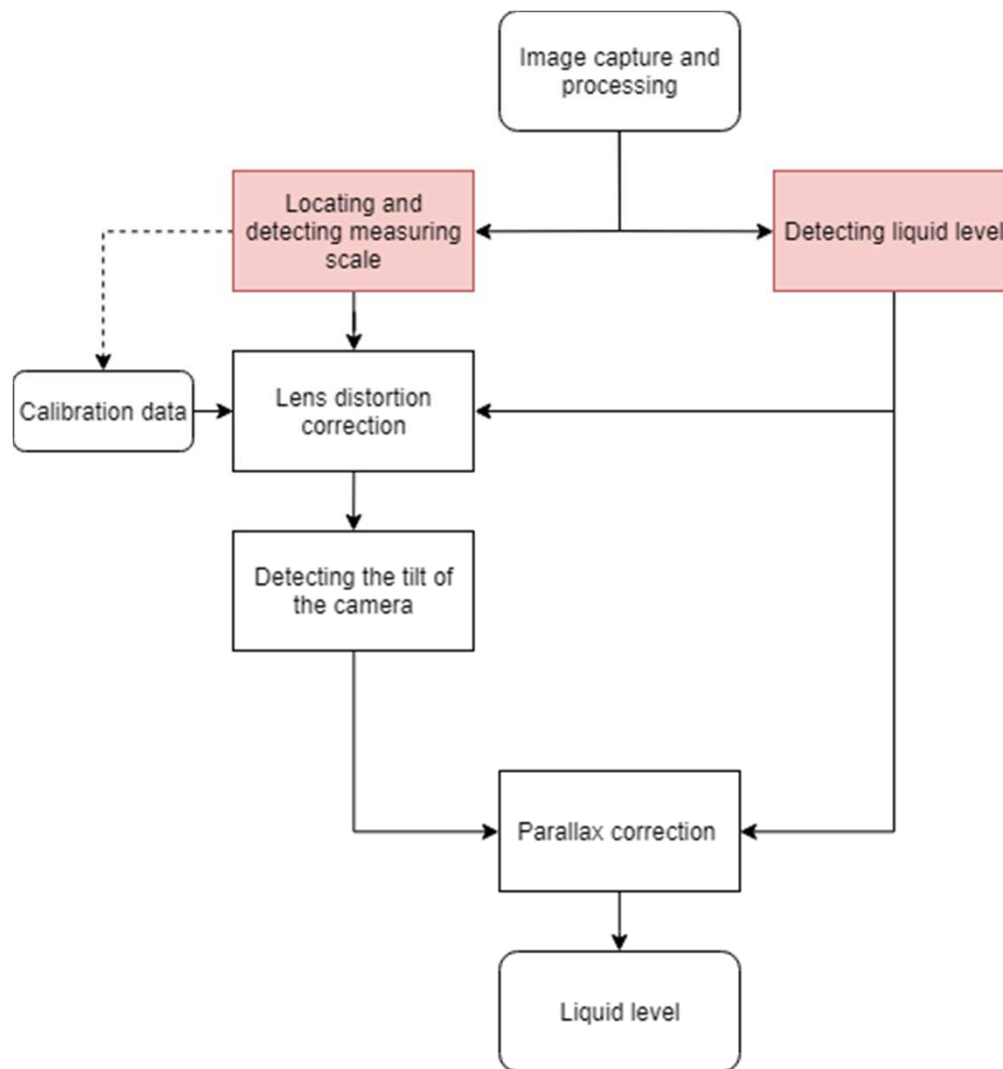 Image capture and
processing
Locating and
detecting measuring
scale
Detecting liquid level
Calibration data
Lens distortion
correction
Detecting the tilt of
the camera
Parallax correction
Liquid level